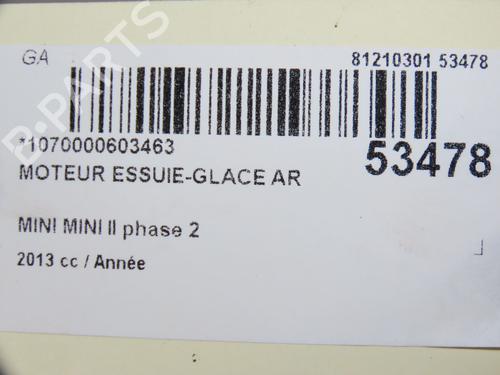 GA
81210301 53478
*1070000603463
53478
MOTEUR ESSUIE-GLACE AR
MINI MINI II phase 2
2013 cc / Année
B-PARTS